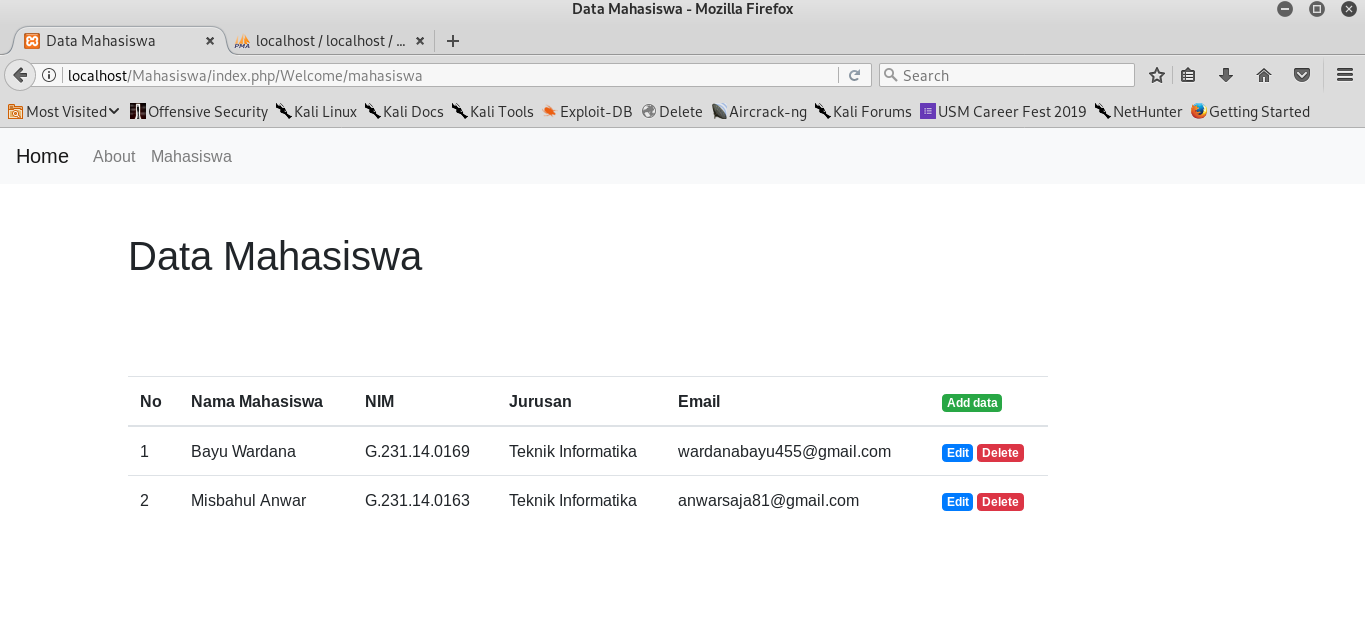 Data Mahasiswa - Mozilla Firefox
Data Mahasiswa localhost / localhost / ...
localhost/Mahasiswa/index.php/Welcome/mahasiswa Search
Most Visited Offensive Security Kali Linux Kali Docs Kali Tools Exploit-DB Delete Aircrack-ng Kali Forums USM Career Fest 2019 NetHunter Getting Started
Home About Mahasiswa
Data Mahasiswa
No Nama Mahasiswa NIM Jurusan Email Add data
1 Bayu Wardana G.231.14.0169 Teknik Informatika wardanabayu455@gmail.com Edit Delete
2 Misbahul Anwar G.231.14.0163 Teknik Informatika anwarsaja81@gmail.com Edit Delete